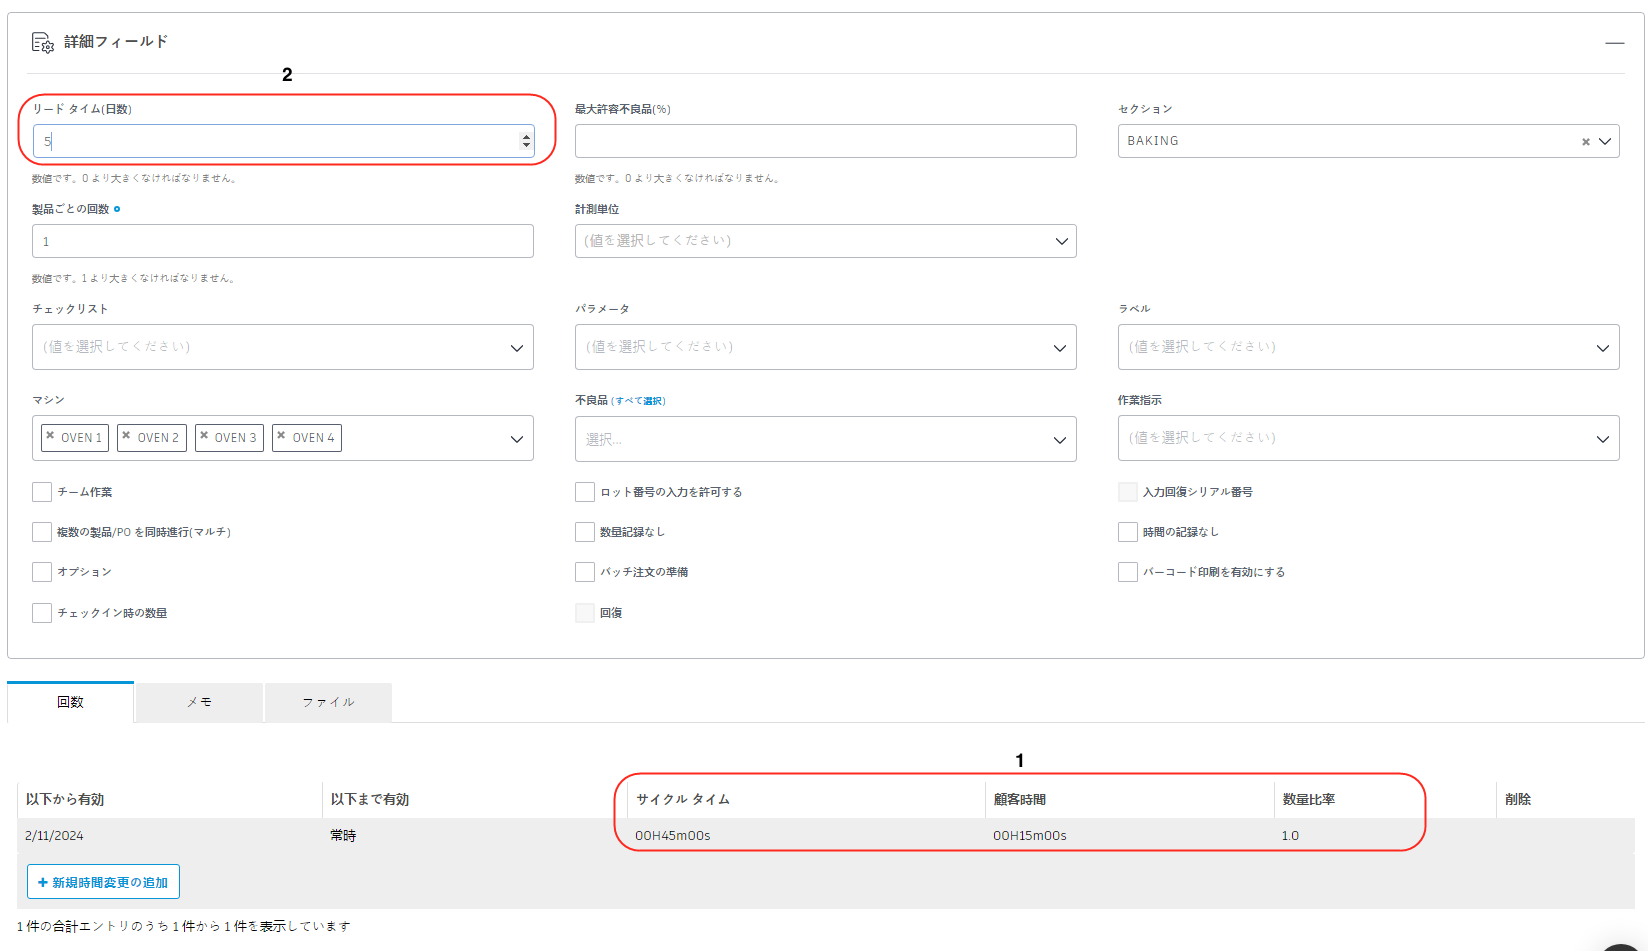 詳細フィールド
2
リード タイム(日数)
最大許容不良品(%)
セクション
5
BAKING
数値です。0 より大きくなければなりません。
数値です。0 より大きくなければなりません。
製品ごとの回数
計測単位
1
(値を選択してください)
数値です。1 より大きくなければなりません。
チェックリスト
パラメータ
ラベル
(値を選択してください)
(値を選択してください)
(値を選択してください)
マシン
不良品 (すべて選択)
作業指示
× OVEN 1 × OVEN 2 × OVEN 3 × OVEN 4
選択...
(値を選択してください)
チーム作業
ロット番号の入力を許可する
入力回復シリアル番号
複数の製品/PO を同時進行(マルチ)
数量記録なし
時間の記録なし
オプション
バッチ注文の準備
バーコード印刷を有効にする
チェックイン時の数量
回復
回数
メモ
ファイル
1
以下から有効
以下まで有効
サイクル タイム
顧客時間
数量比率
削除
2/11/2024
常時
00H45m00s
00H15m00s
1.0
+ 新規時間変更の追加
1 件の合計エントリのうち 1 件から 1 件を表示しています